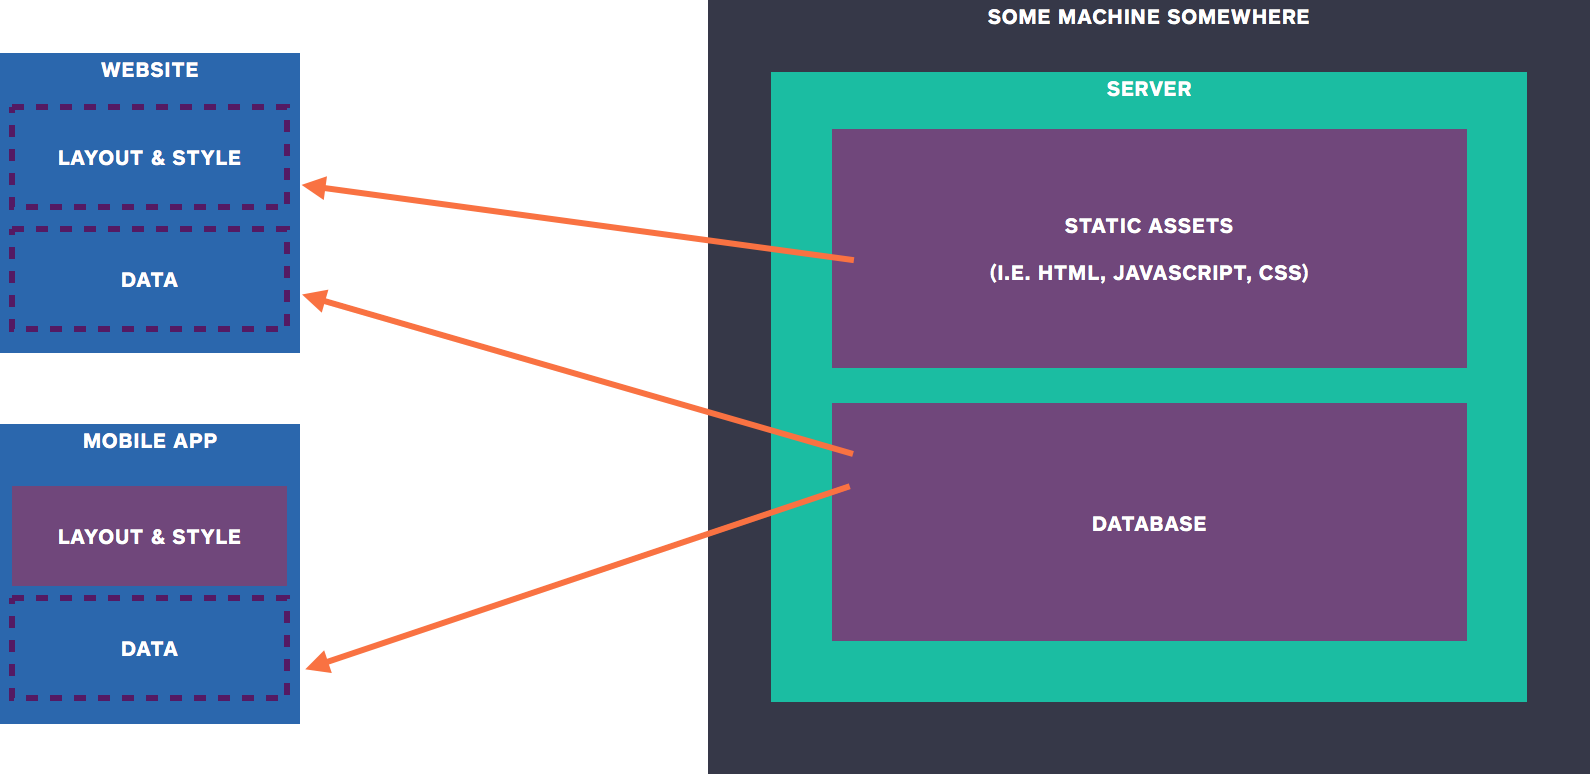 SOME MACHINE SOMEWHERE
WEBSITE
LAYOUT & STYLE
DATA
MOBILE APP
LAYOUT & STYLE
DATA
SERVER
STATIC ASSETS
(I.E. HTML, JAVASCRIPT, CSS)
DATABASE